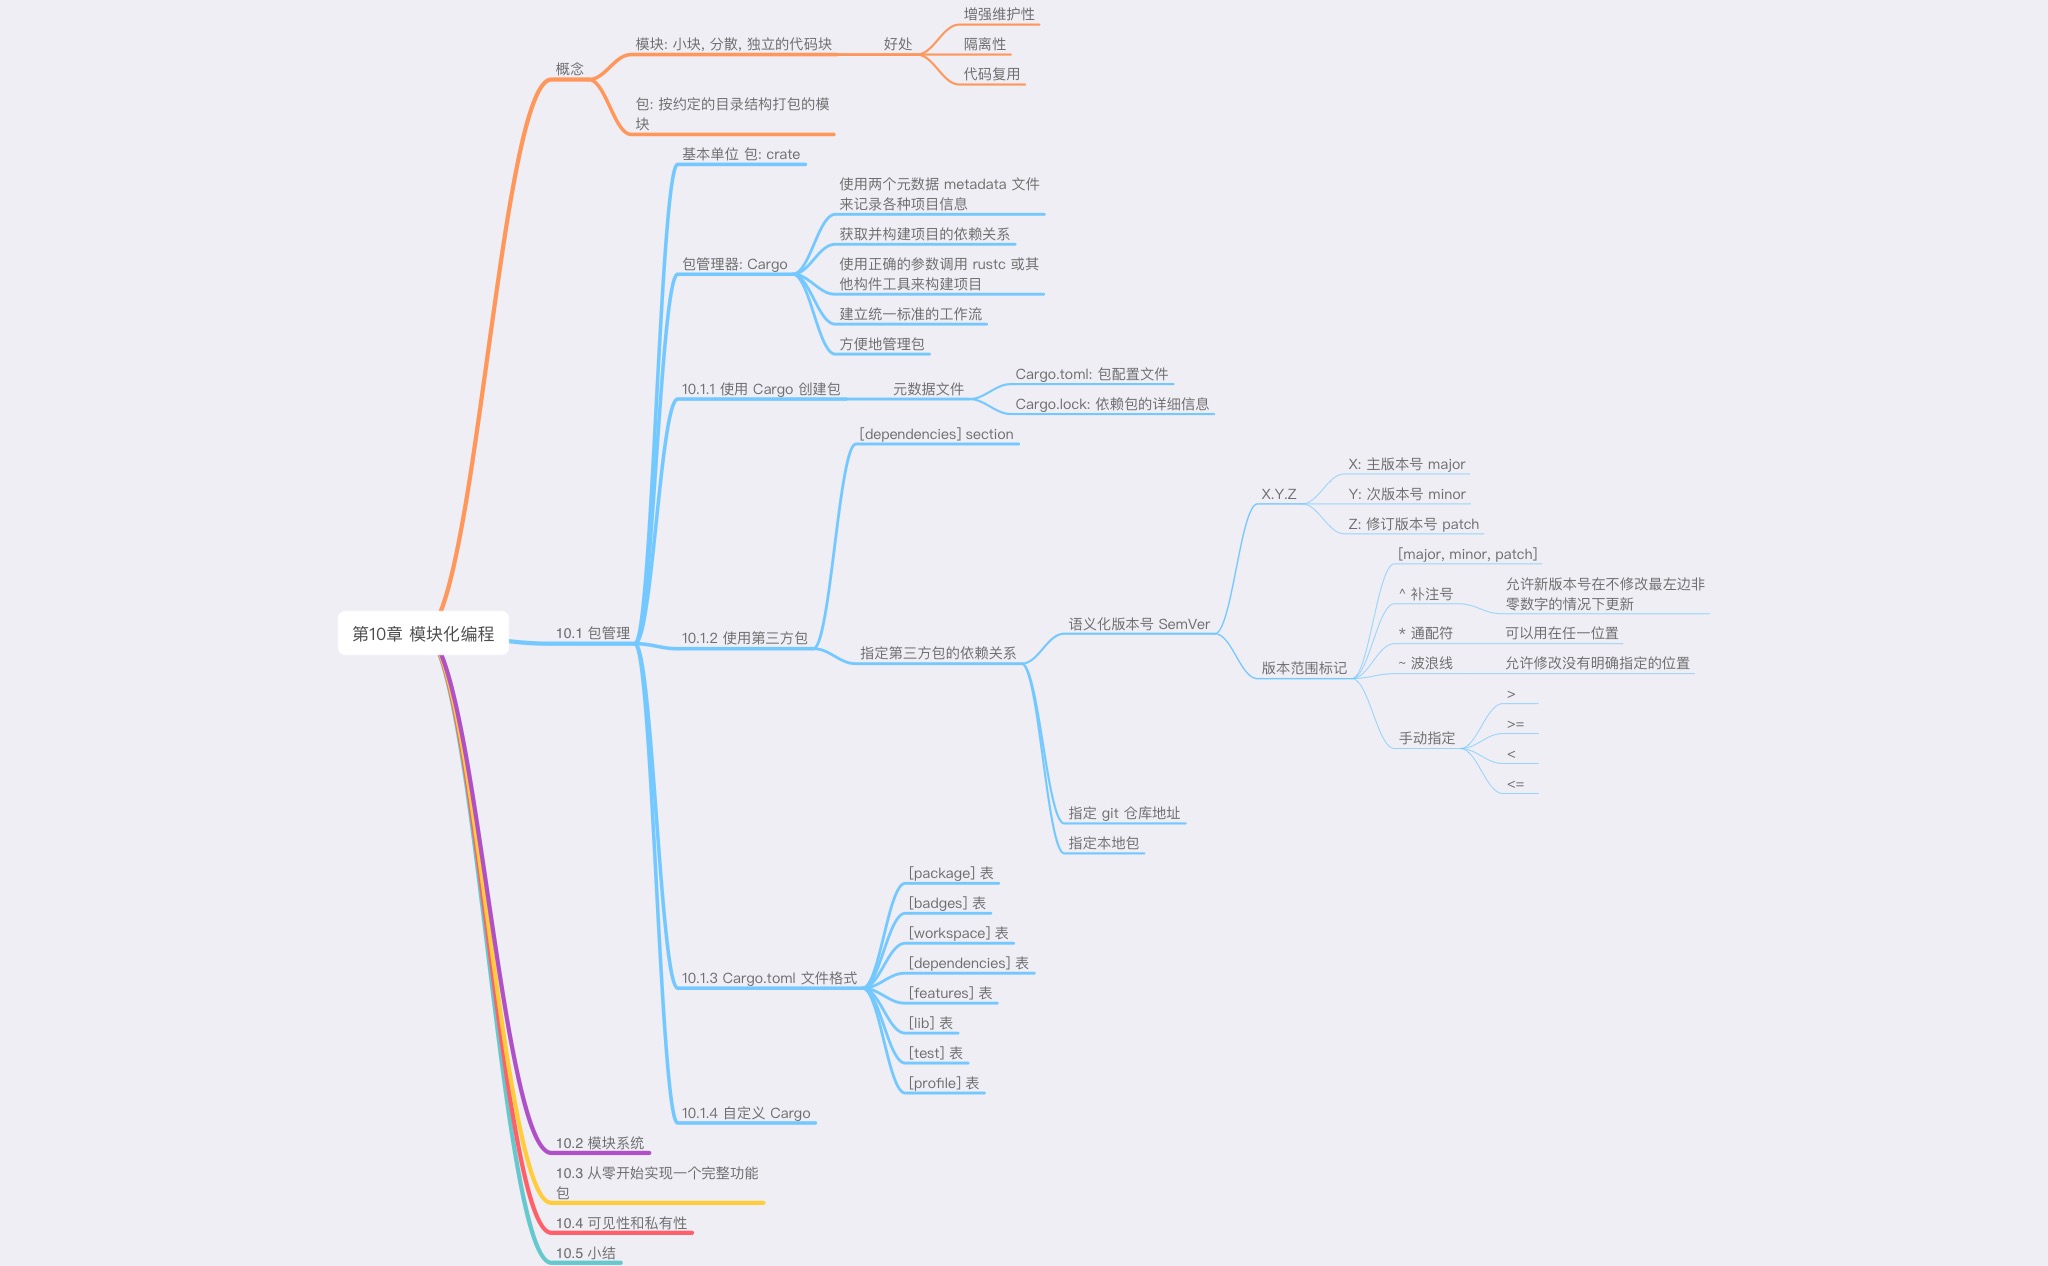 第10章 模块化编程
概念
模块: 小块, 分散, 独立的代码块
好处
增强维护性
隔离性
代码复用
包: 按约定的目录结构打包的模
块
10.1 包管理
基本单位 包: crate
包管理器: Cargo
使用两个元数据 metadata 文件
来记录各种项目信息
获取并构建项目的依赖关系
使用正确的参数调用 rustc 或其
他构件工具来构建项目
建立统一标准的工作流
方便地管理包
10.1.1 使用 Cargo 创建包
元数据文件
Cargo.toml: 包配置文件
Cargo.lock: 依赖包的详细信息
10.1.2 使用第三方包
[dependencies] section
指定第三方包的依赖关系
语义化版本号 SemVer
X.Y.Z
X: 主版本号 major
Y: 次版本号 minor
Z: 修订版本号 patch
版本范围标记
[major, minor, patch]
^ 补注号
允许新版本号在不修改最左边非
零数字的情况下更新
* 通配符
可以用在任一位置
~ 波浪线
允许修改没有明确指定的位置
手动指定
>
>=
<
<=
指定 git 仓库地址
指定本地包
10.1.3 Cargo.toml 文件格式
[package] 表
[badges] 表
[workspace] 表
[dependencies] 表
[features] 表
[lib] 表
[test] 表
[profile] 表
10.1.4 自定义 Cargo
10.2 模块系统
10.3 从零开始实现一个完整功能
包
10.4 可见性和私有性
10.5 小结